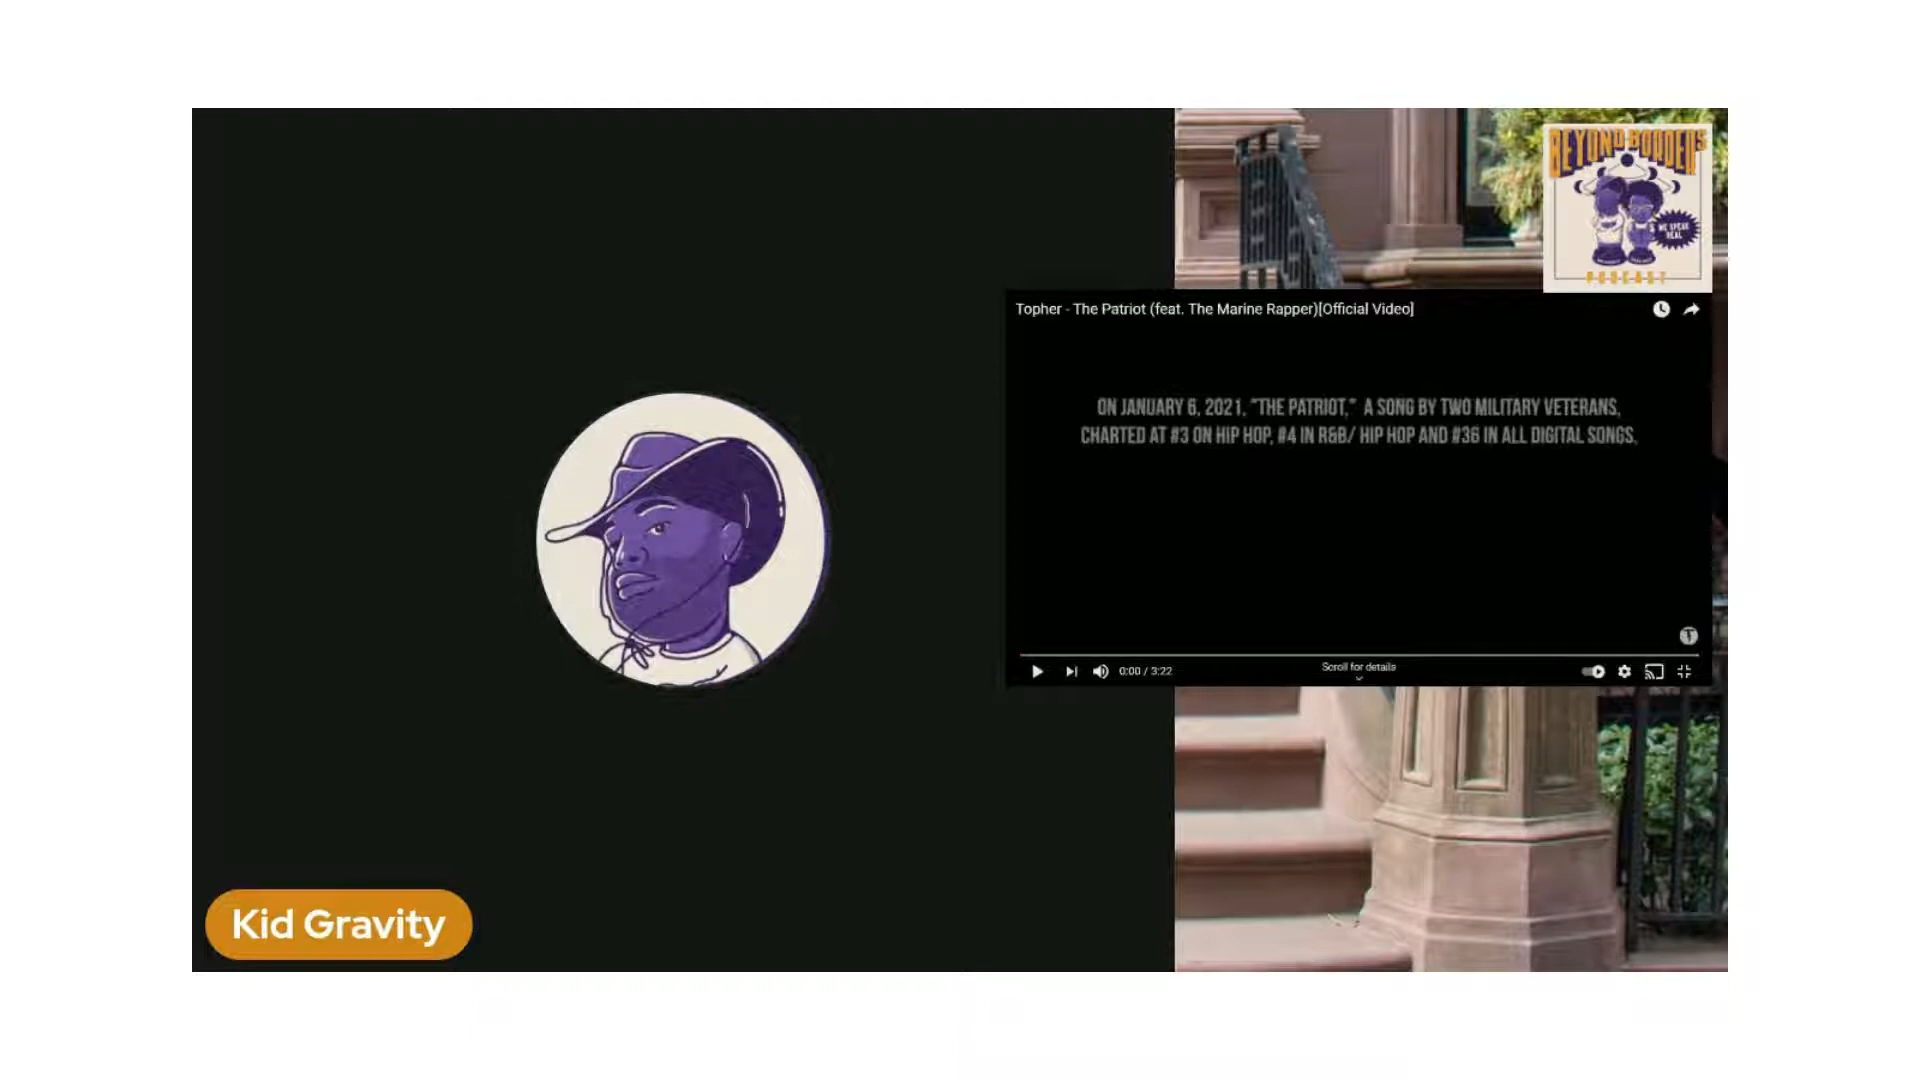 BEYOND BORDERS
WE SPEAK
REAL
PODCAST
Topher - The Patriot (feat. The Marine Rapper)[Official Video]
ON JANUARY 6, 2021, "THE PATRIOT," A SONG BY TWO MILITARY VETERANS,
CHARTED AT #3 ON HIP HOP, #4 IN R&B/ HIP HOP AND #36 IN ALL DIGITAL SONGS.
0:00 / 3:22
Scroll for details
Kid Gravity